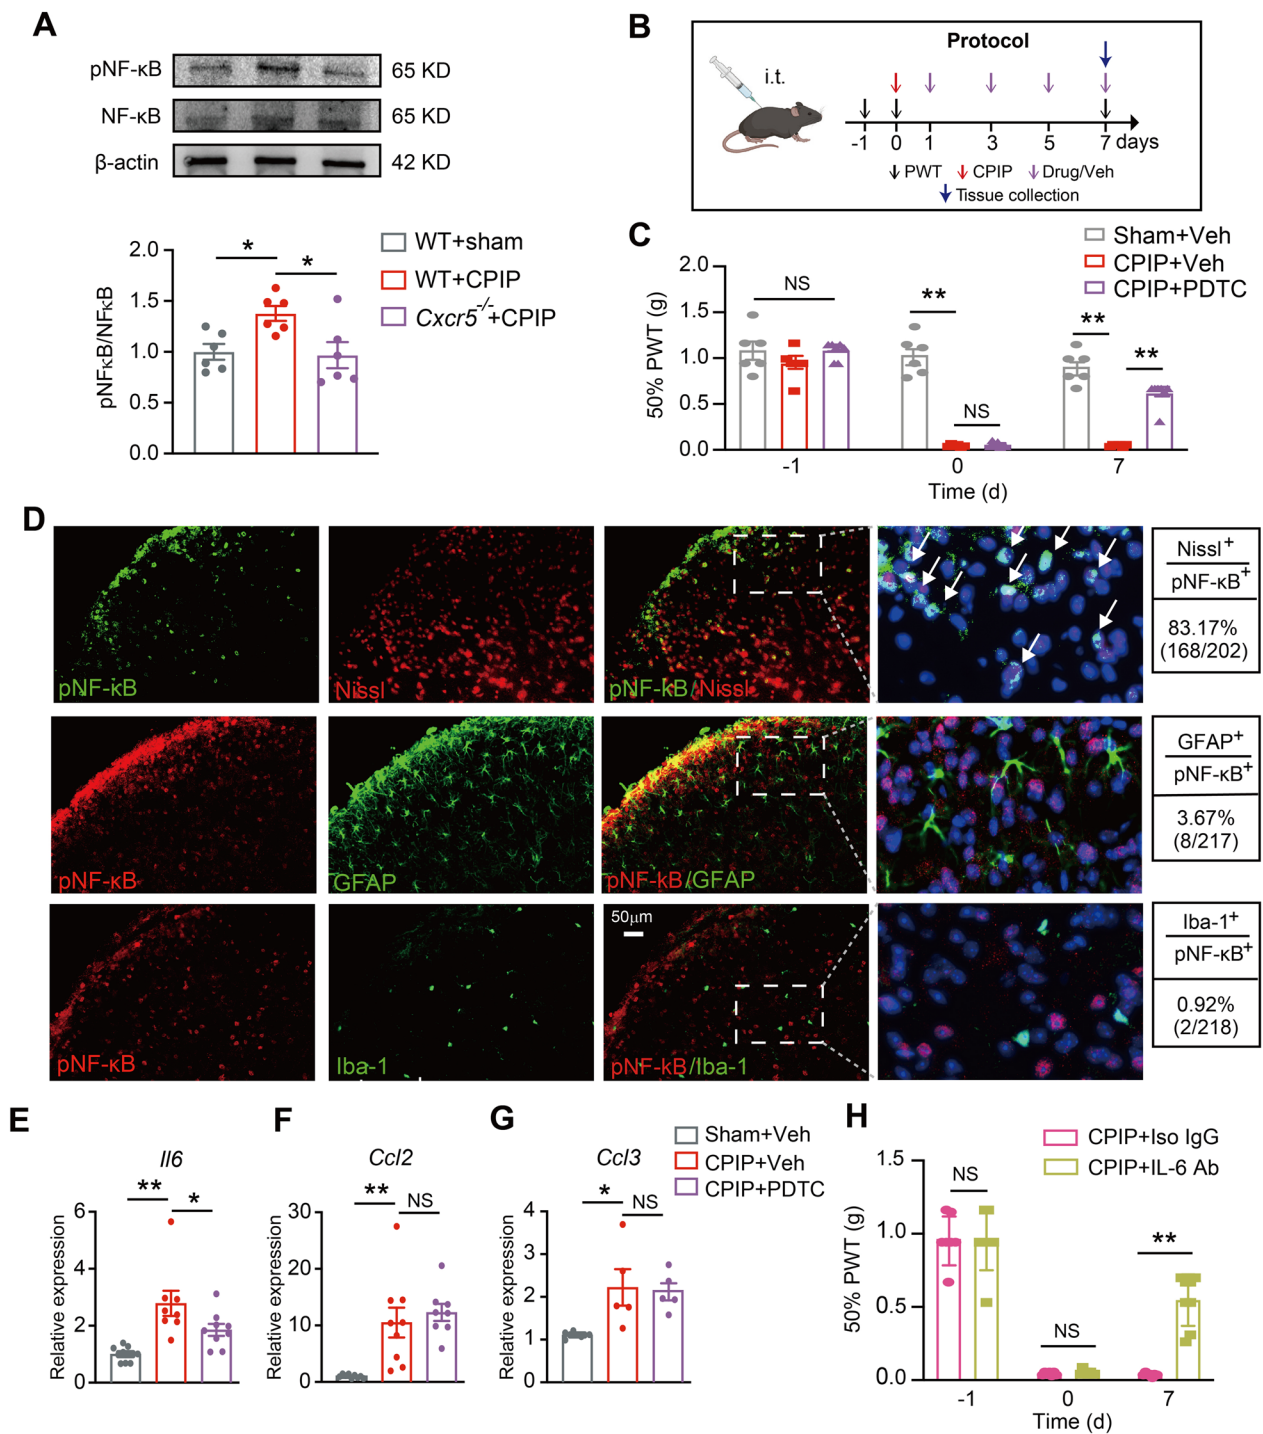 A
pNF-κB
65 KD
NF-κB
65 KD
β-actin
42 KD
pNFκB/NFκB
2.0
1.5
1.0
0.5
0.0
*
*
WT+sham
WT+CPIP
Cxcr5-/-+CPIP
B
Protocol
i.t.
-1 0 1 3 5 7 days
PWT CPIP Drug/Veh
Tissue collection
C
Sham+Veh
CPIP+Veh
CPIP+PDTC
50% PWT (g)
2.0
1.5
1.0
0.5
0.0
NS
**
NS
**
**
-1 0 7
Time (d)
D
pNF-κB
Nissl
pNF-kB/Nissl
Nissl+
pNF-κB+
83.17%
(168/202)
pNF-κB
GFAP
pNF-kB/GFAP
GFAP+
pNF-κB+
3.67%
(8/217)
pNF-κB
Iba-1
50μm
pNF-kB/Iba-1
Iba-1+
pNF-κB+
0.92%
(2/218)
E
Il6
Relative expression
6
4
2
0
**
*
F
Ccl2
Relative expression
30
20
10
0
**
NS
G
Ccl3
Relative expression
4
3
2
1
0
*
NS
Sham+Veh
CPIP+Veh
CPIP+PDTC
H
CPIP+Iso IgG
CPIP+IL-6 Ab
50% PWT (g)
1.5
1.0
0.5
0.0
NS
NS
**
-1 0 7
Time (d)